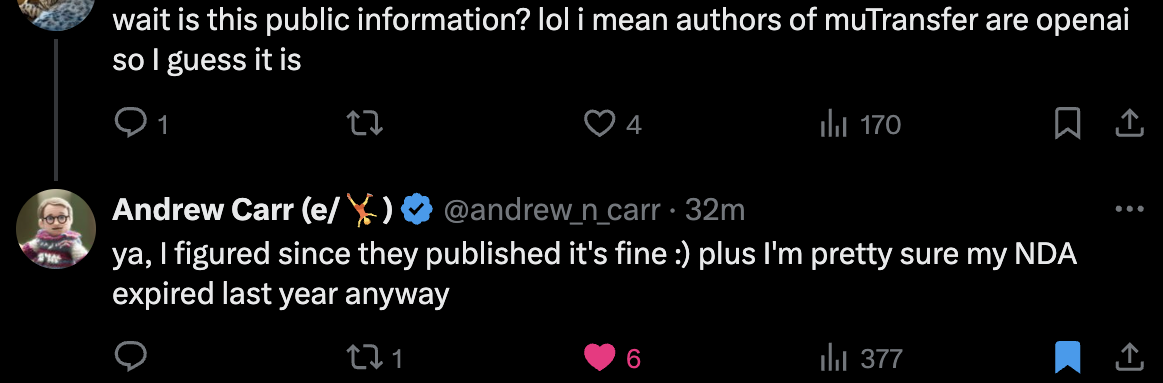 wait is this public information? lol i mean authors of muTransfer are openai
so I guess it is
1
4
170
Andrew Carr (e/🤸) @andrew_n_carr · 32m
ya, I figured since they published it's fine :) plus I'm pretty sure my NDA
expired last year anyway
1
6
377